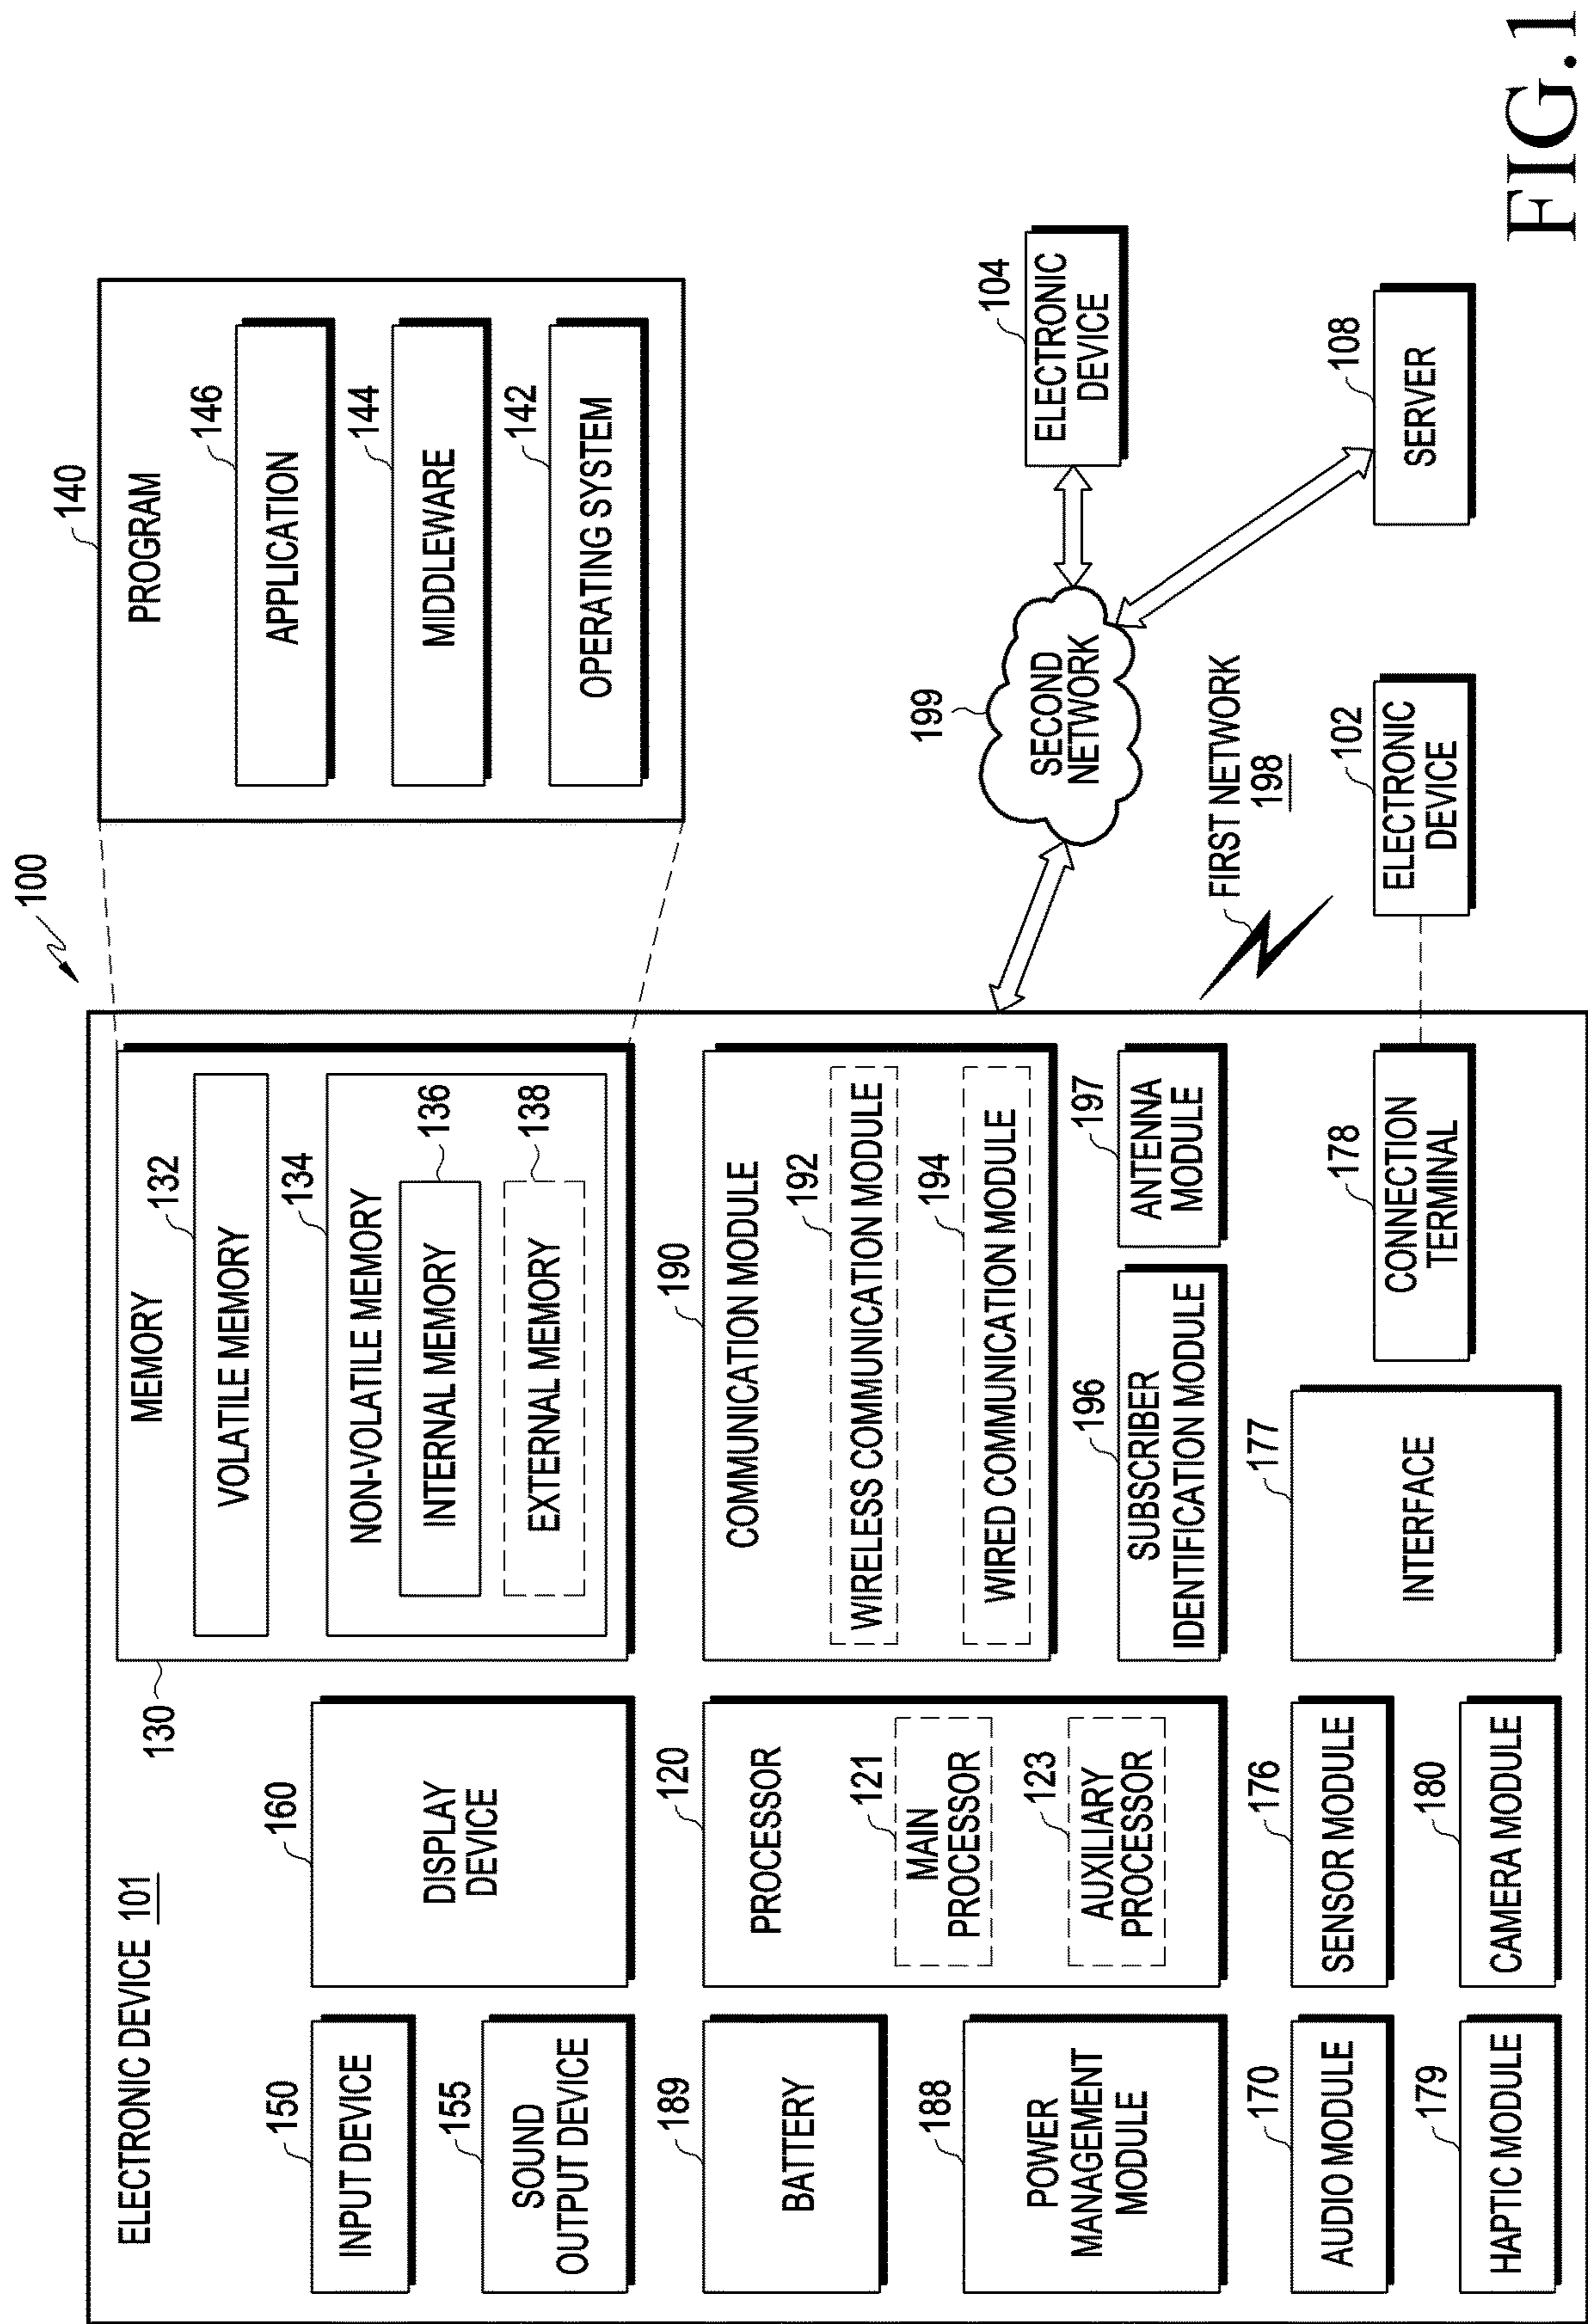 100
ELECTRONIC DEVICE 101
150
INPUT DEVICE
155
SOUND
OUTPUT DEVICE
160
DISPLAY
DEVICE
130
MEMORY
132
VOLATILE MEMORY
134
NON-VOLATILE MEMORY
136
INTERNAL MEMORY
138
EXTERNAL MEMORY
140
PROGRAM
146
APPLICATION
144
MIDDLEWARE
142
OPERATING SYSTEM
189
BATTERY
188
POWER
MANAGEMENT
MODULE
120
PROCESSOR
121
MAIN
PROCESSOR
123
AUXILIARY
PROCESSOR
190
COMMUNICATION MODULE
192
WIRELESS COMMUNICATION MODULE
194
WIRED COMMUNICATION MODULE
196
SUBSCRIBER
IDENTIFICATION MODULE
197
ANTENNA
MODULE
199
SECOND
NETWORK
104
ELECTRONIC
DEVICE
FIRST NETWORK
198
170
AUDIO MODULE
176
SENSOR MODULE
177
INTERFACE
178
CONNECTION
TERMINAL
102
ELECTRONIC
DEVICE
108
SERVER
179
HAPTIC MODULE
180
CAMERA MODULE
FIG.1